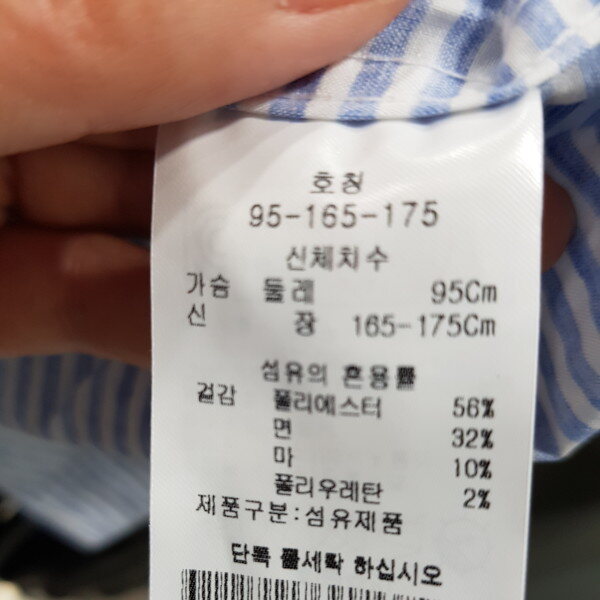 호칭
95-165-175
신체치수
가슴 둘레 95Cm
신 장 165-175Cm
섬유의 혼용률
겉감 폴리에스터 56%
면 32%
마 10%
폴리우레탄 2%
제품구분:섬유제품
단독 물세탁 하십시오